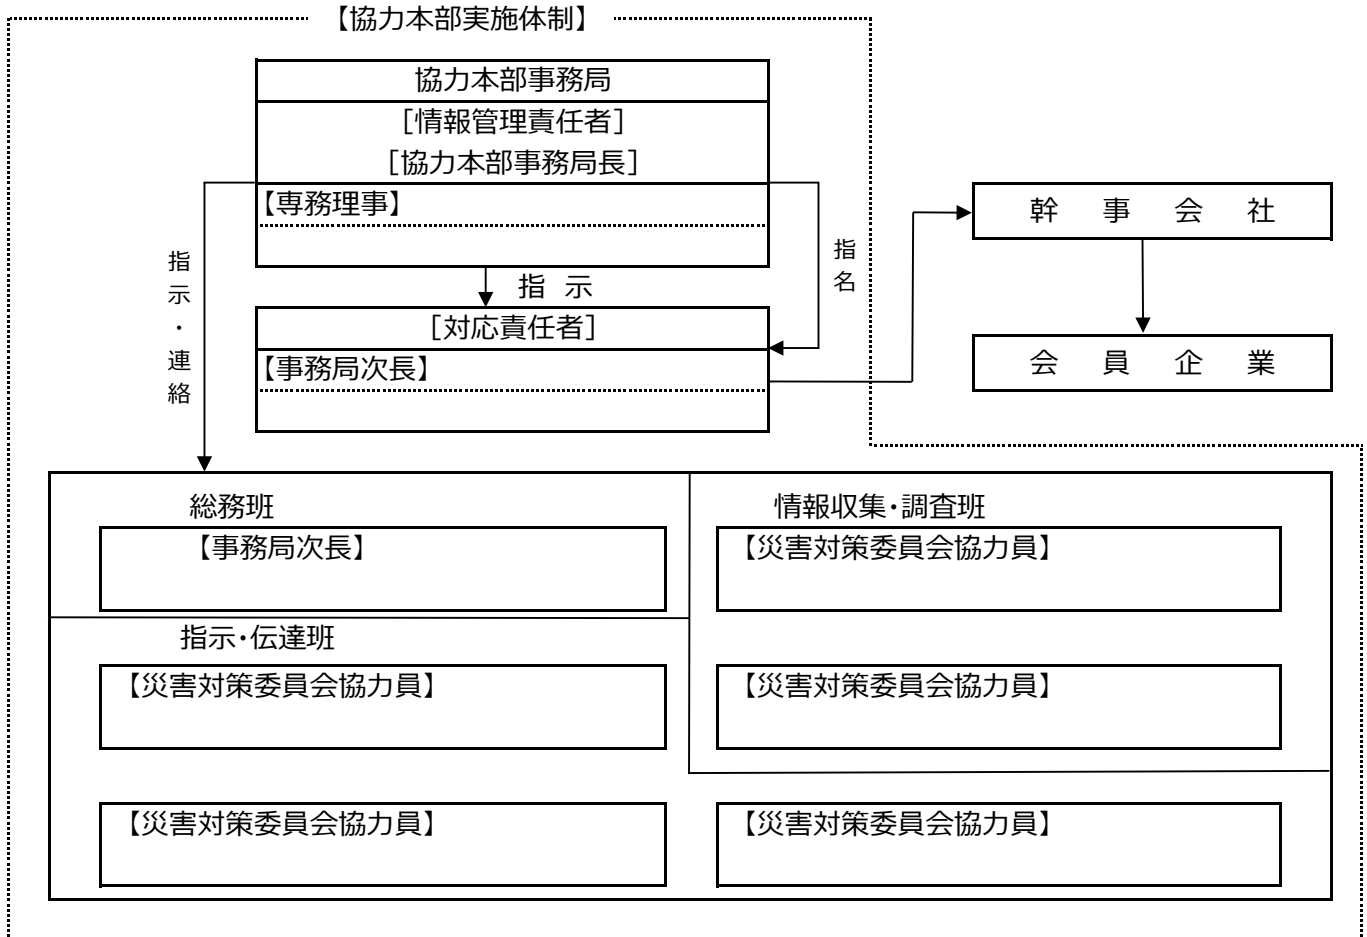 【協力本部実施体制】
協力本部事務局
［情報管理責任者］
［協力本部事務局長］
【専務理事】
指示・連絡
指名
指 示
［対応責任者］
【事務局次長】
幹 事 会 社
会 員 企 業
総務班
【事務局次長】
情報収集・調査班
【災害対策委員会協力員】
指示・伝達班
【災害対策委員会協力員】
【災害対策委員会協力員】
【災害対策委員会協力員】
【災害対策委員会協力員】